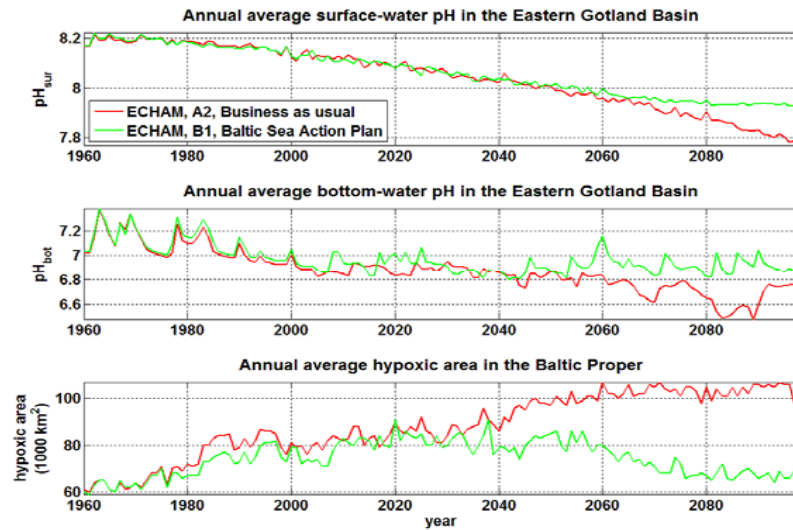 Annual average surface-water pH in the Eastern Gotland Basin
8.2
8
7.8
pHsur
ECHAM, A2, Business as usual
ECHAM, B1, Baltic Sea Action Plan
1960 1980 2000 2020 2040 2060 2080
Annual average bottom-water pH in the Eastern Gotland Basin
7.2
7
6.8
6.6
pHbot
1960 1980 2000 2020 2040 2060 2080
Annual average hypoxic area in the Baltic Proper
100
80
60
hypoxic area
(1000 km²)
1960 1980 2000 2020 2040 2060 2080
year